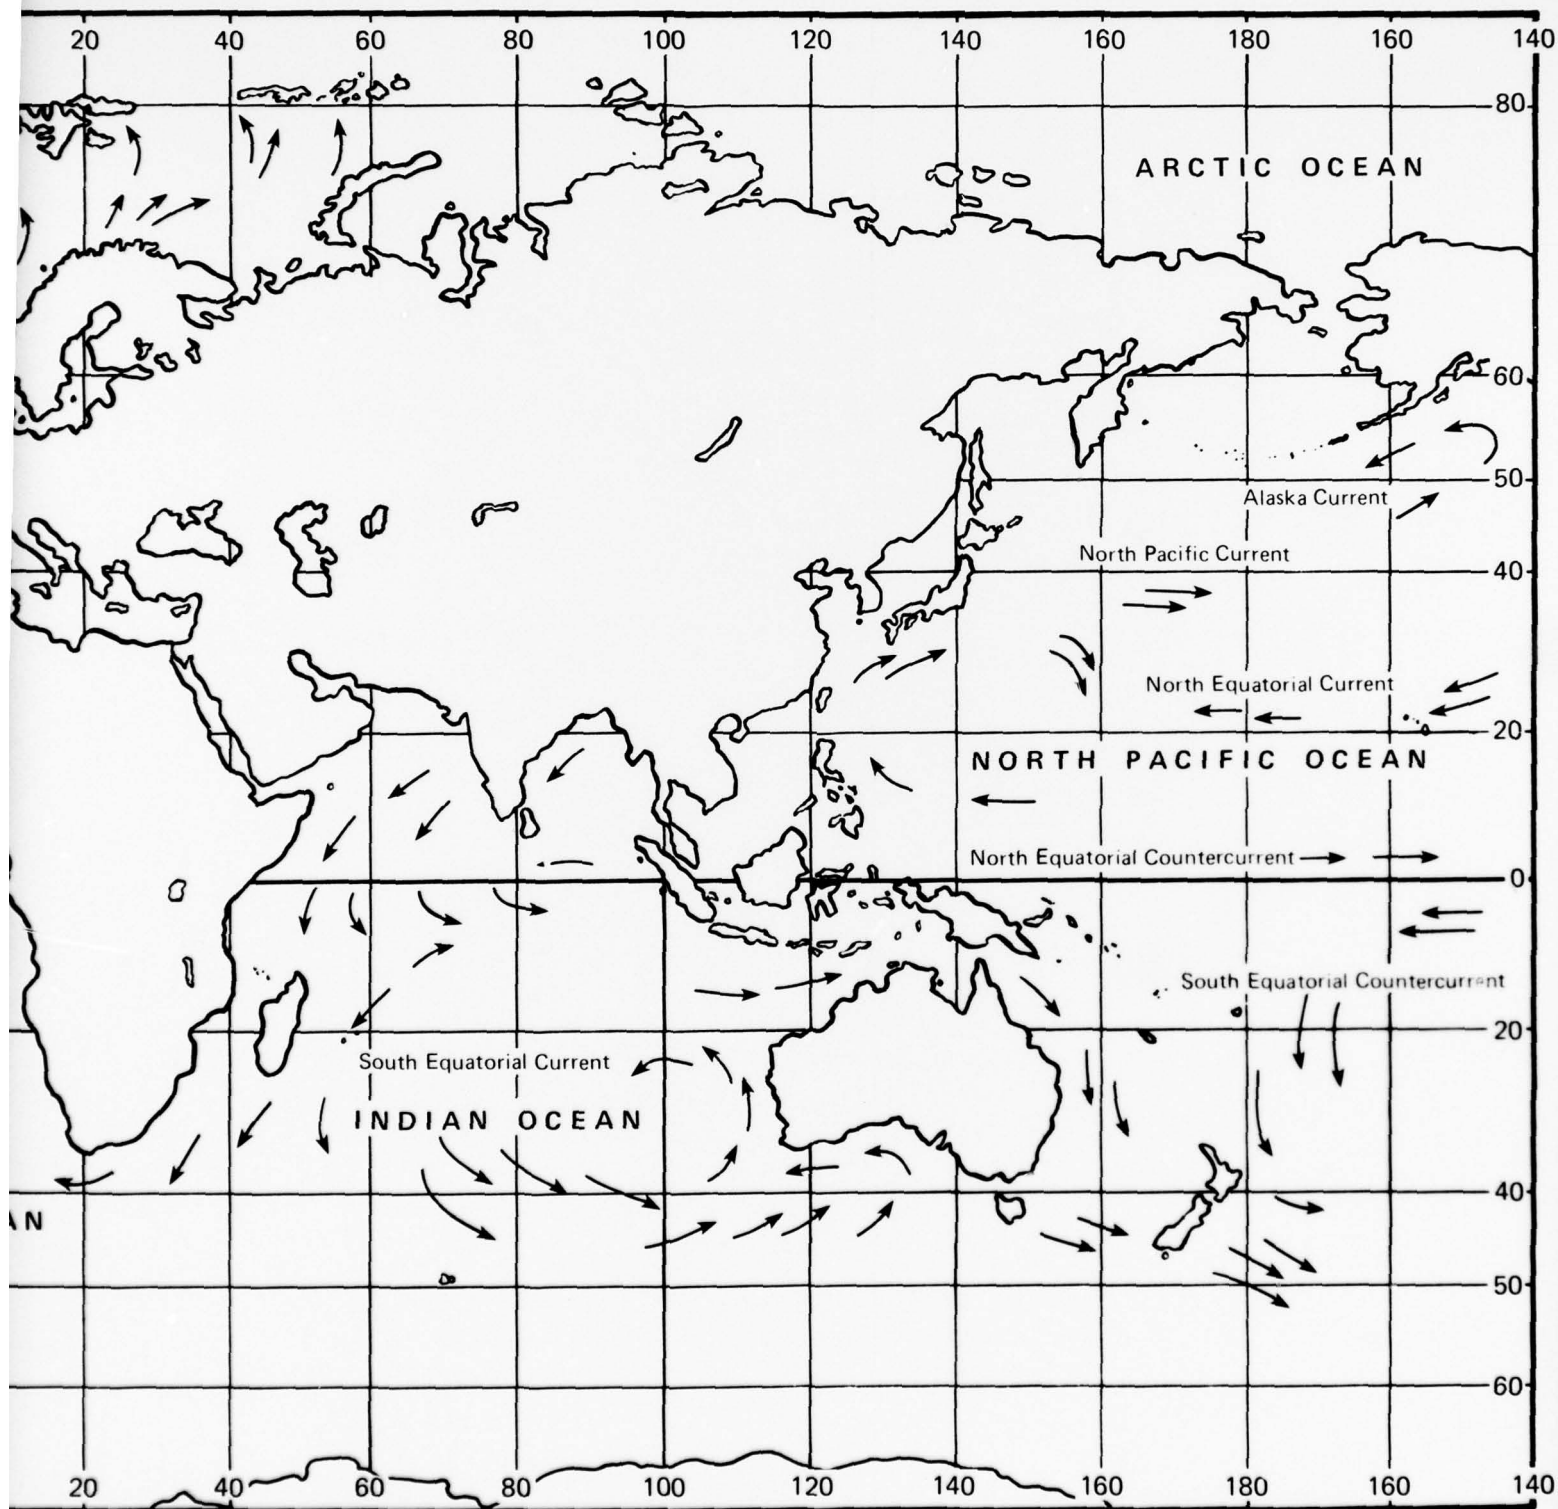 20 40 60 80 100 120 140 160 180 160 140
80
ARCTIC OCEAN
60
50
Alaska Current
North Pacific Current
40
North Equatorial Current
20
NORTH PACIFIC OCEAN
North Equatorial Countercurrent
0
South Equatorial Countercurrent
20
South Equatorial Current
INDIAN OCEAN
40
AN
50
60
20 40 60 80 100 120 140 160 180 160 140